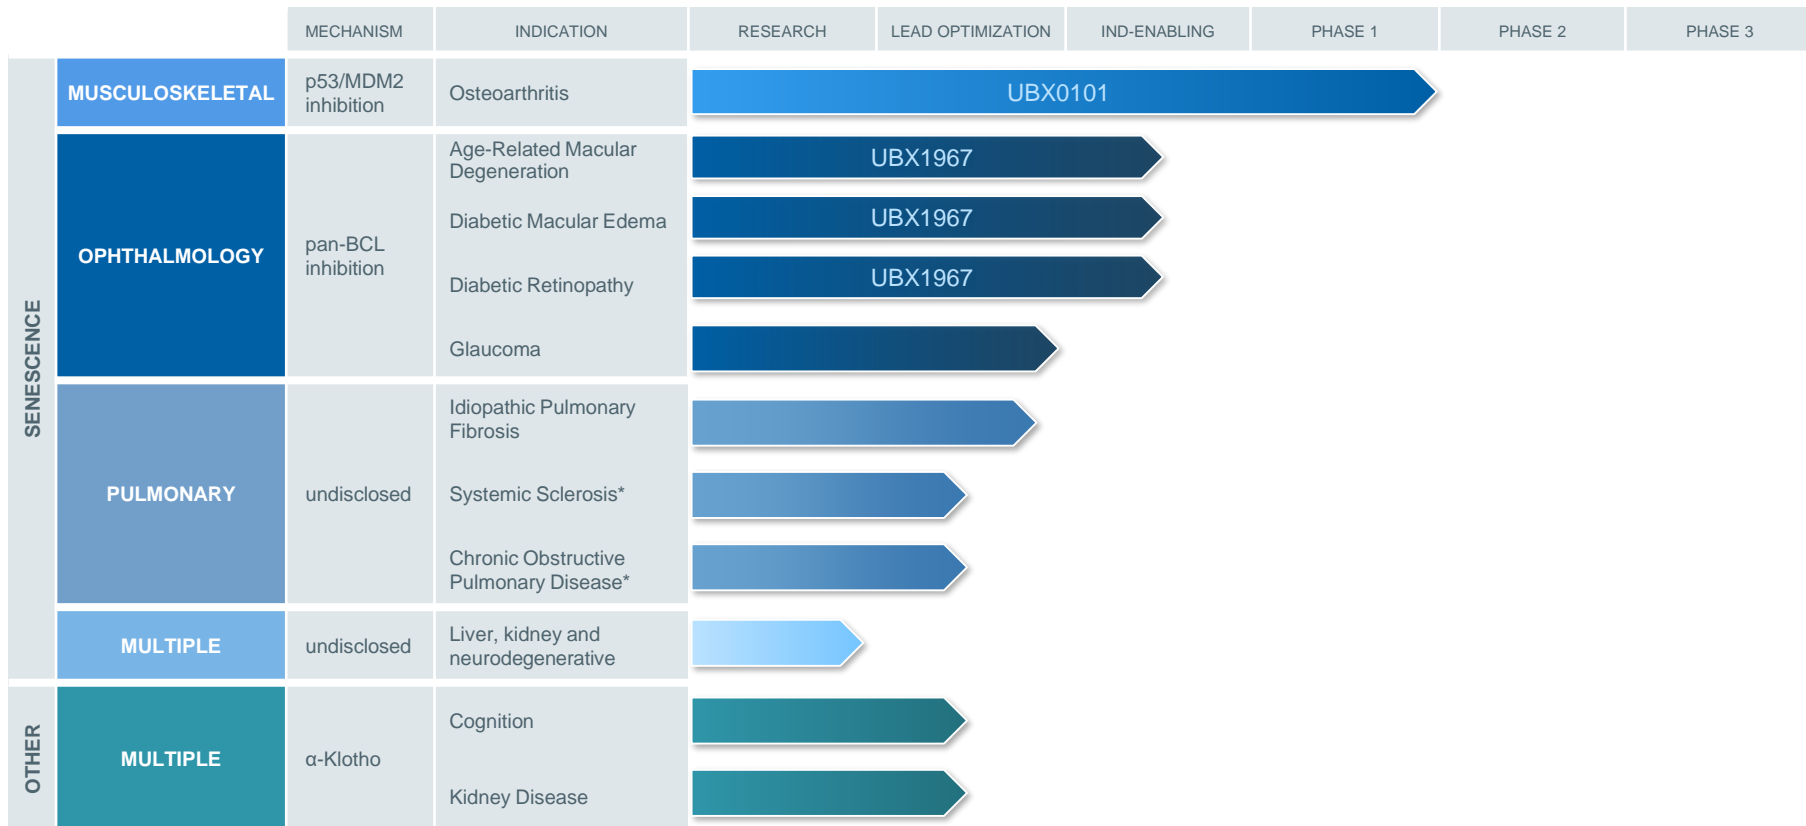 MECHANISM
INDICATION
RESEARCH
LEAD OPTIMIZATION
IND-ENABLING
PHASE 1
PHASE 2
PHASE 3
SENESCENCE
MUSCULOSKELETAL
p53/MDM2
inhibition
Osteoarthritis
UBX0101
OPHTHALMOLOGY
pan-BCL
inhibition
Age-Related Macular
Degeneration
UBX1967
Diabetic Macular Edema
UBX1967
Diabetic Retinopathy
UBX1967
Glaucoma
PULMONARY
undisclosed
Idiopathic Pulmonary
Fibrosis
Systemic Sclerosis*
Chronic Obstructive
Pulmonary Disease*
MULTIPLE
undisclosed
Liver, kidney and
neurodegenerative
OTHER
MULTIPLE
α-Klotho
Cognition
Kidney Disease